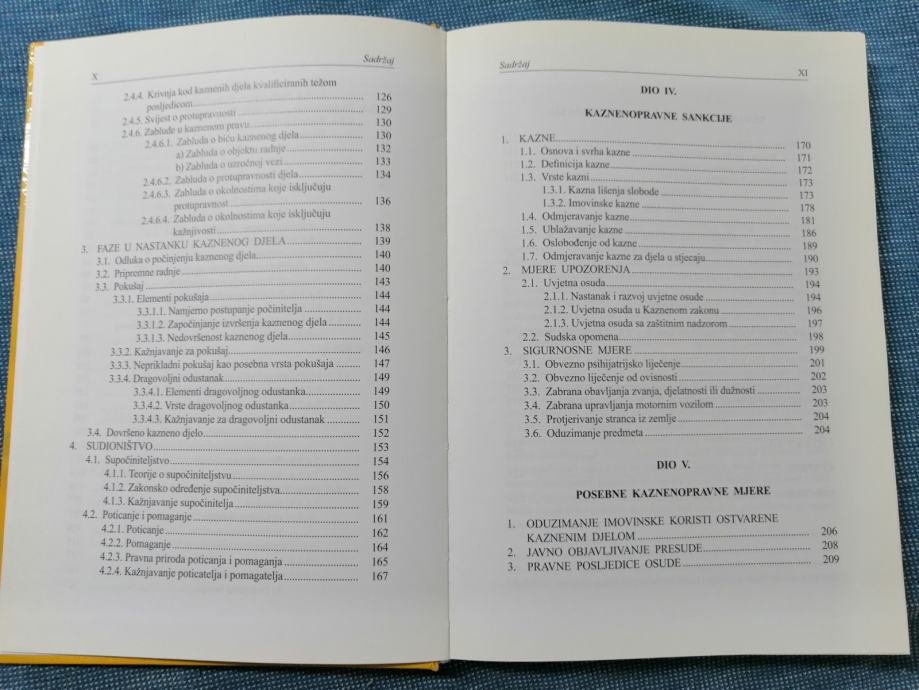 X Sadržaj
2.4.4. Krivnja kod kaznenih djela kvalificiranih težom
posljedicom 126
2.4.5. Svijest o protupravnosti 129
2.4.6. Zablude u kaznenom pravu 130
2.4.6.1. Zabluda o biću kaznenog djela 130
a) Zabluda o objektu radnje 132
b) Zabluda o uzročnoj vezi 133
2.4.6.2. Zabluda o protupravnosti djela 134
2.4.6.3. Zabluda o okolnostima koje isključuju
protupravnost 136
2.4.6.4. Zabluda o okolnostima koje isključuju
kažnjivosti 138
3. FAZE U NASTANKU KAZNENOG DJELA 139
3.1. Odluka o počinjenju kaznenog djela 140
3.2. Pripremne radnje 140
3.3. Pokušaj 143
3.3.1. Elementi pokušaja 144
3.3.1.1. Namjerno postupanje počinitelja 144
3.3.1.2. Započinjanje izvršenja kaznenog djela 144
3.3.1.3. Nedovršenost kaznenog djela 145
3.3.2. Kažnjavanje za pokušaj 146
3.3.3. Neprikladni pokušaj kao posebna vrsta pokušaja 147
3.3.4. Dragovoljni odustanak 149
3.3.4.1. Elementi dragovoljnog odustanka 149
3.3.4.2. Vrste dragovoljnog odustanka 150
3.3.4.3. Kažnjavanje za dragovoljni odustanak 151
3.4. Dovršeno kazneno djelo 152
4. SUDIONIŠTVO 153
4.1. Supočiniteljstvo 154
4.1.1. Teorije o supočiniteljstvu 156
4.1.2. Zakonsko određenje supočiniteljstva 158
4.1.3. Kažnjavanje supočinitelja 159
4.2. Poticanje i pomaganje 161
4.2.1. Poticanje 162
4.2.2. Pomaganje 164
4.2.3. Pravna priroda poticanja i pomaganja 165
4.2.4. Kažnjavanje poticatelja i pomagatelja 167
Sadržaj XI
DIO IV.
KAZNENOPRAVNE SANKCIJE
1. KAZNE 170
1.1. Osnova i svrha kazne 171
1.2. Definicija kazne 172
1.3. Vrste kazni 173
1.3.1. Kazna lišenja slobode 173
1.3.2. Imovinske kazne 178
1.4. Odmjeravanje kazne 181
1.5. Ublažavanje kazne 186
1.6. Oslobođenje od kazne 189
1.7. Odmjeravanje kazne za djela u stjecaju 190
2. MJERE UPOZORENJA 193
2.1. Uvjetna osuda 194
2.1.1. Nastanak i razvoj uvjetne osude 194
2.1.2. Uvjetna osuda u Kaznenom zakonu 196
2.1.3. Uvjetna osuda sa zaštitnim nadzorom 197
2.2. Sudska opomena 198
3. SIGURNOSNE MJERE 199
3.1. Obvezno psihijatrijsko liječenje 201
3.2. Obvezno liječenje od ovisnosti 202
3.3. Zabrana obavljanja zvanja, djelatnosti ili dužnosti 203
3.4. Zabrana upravljanja motornim vozilom 203
3.5. Protjerivanje stranca iz zemlje 204
3.6. Oduzimanje predmeta 204
DIO V.
POSEBNE KAZNENOPRAVNE MJERE
1. ODUZIMANJE IMOVINSKE KORISTI OSTVARENE
KAZNENIM DJELOM 206
2. JAVNO OBJAVLJIVANJE PRESUDE 208
3. PRAVNE POSLJEDICE OSUDE 209